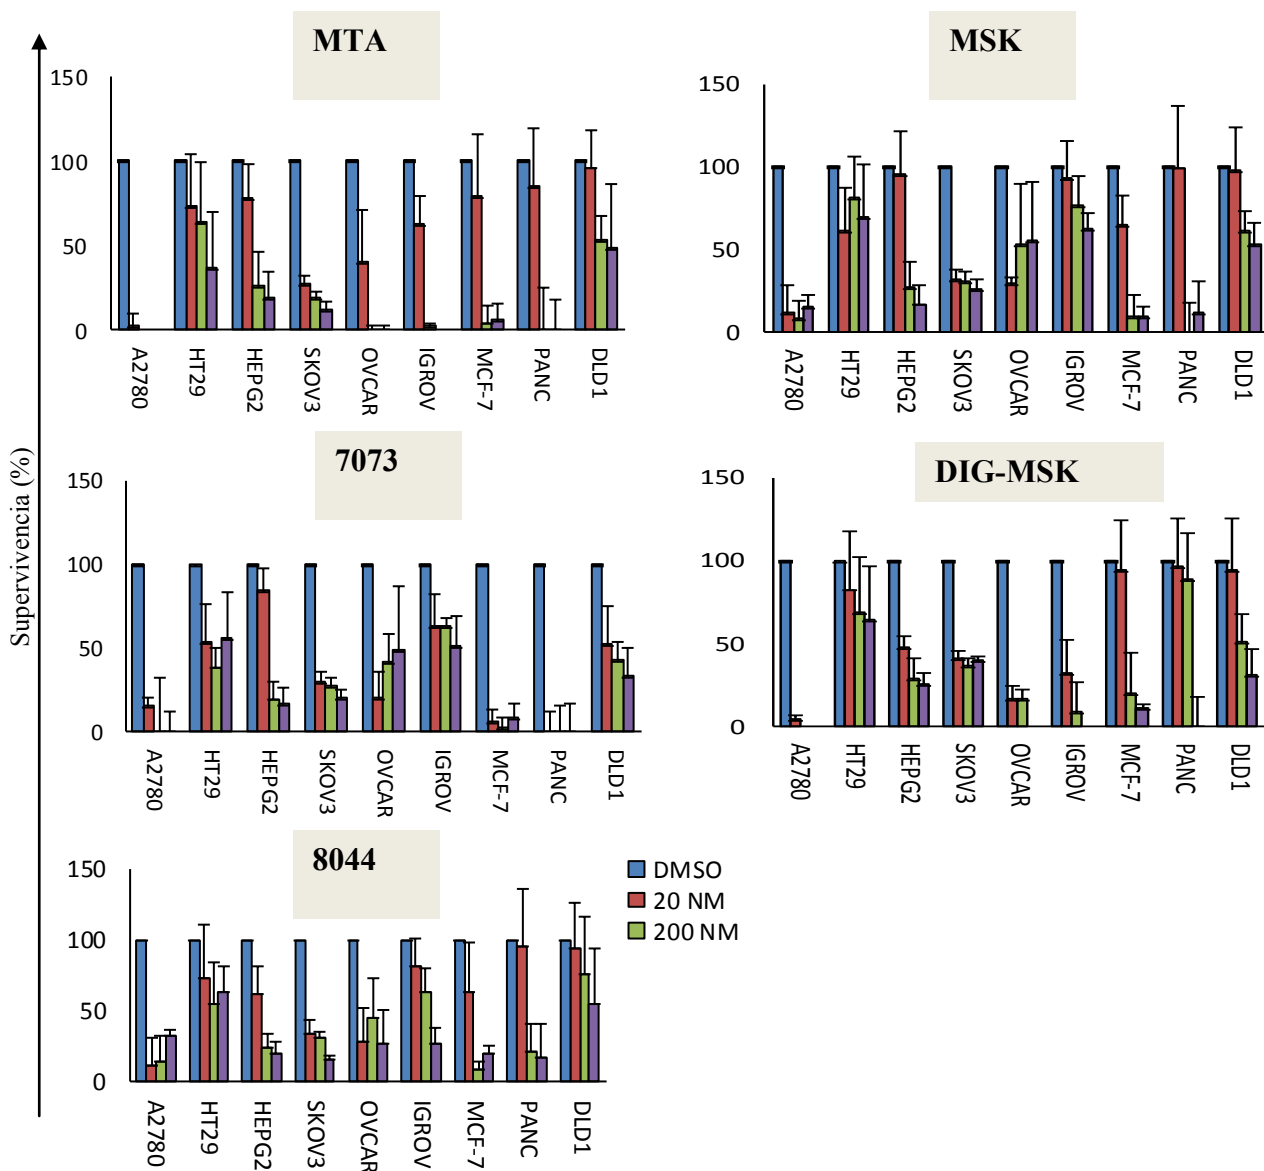 Supervivencia (%)
MTA
150
100
50
0
A2780
HT29
HEPG2
SKOV3
OVCAR
IGROV
MCF-7
PANC
DLD1
MSK
150
100
50
0
A2780
HT29
HEPG2
SKOV3
OVCAR
IGROV
MCF-7
PANC
DLD1
7073
150
100
50
0
A2780
HT29
HEPG2
SKOV3
OVCAR
IGROV
MCF-7
PANC
DLD1
DIG-MSK
150
100
50
0
A2780
HT29
HEPG2
SKOV3
OVCAR
IGROV
MCF-7
PANC
DLD1
8044
150
100
50
0
A2780
HT29
HEPG2
SKOV3
OVCAR
IGROV
MCF-7
PANC
DLD1
DMSO
20 NM
200 NM